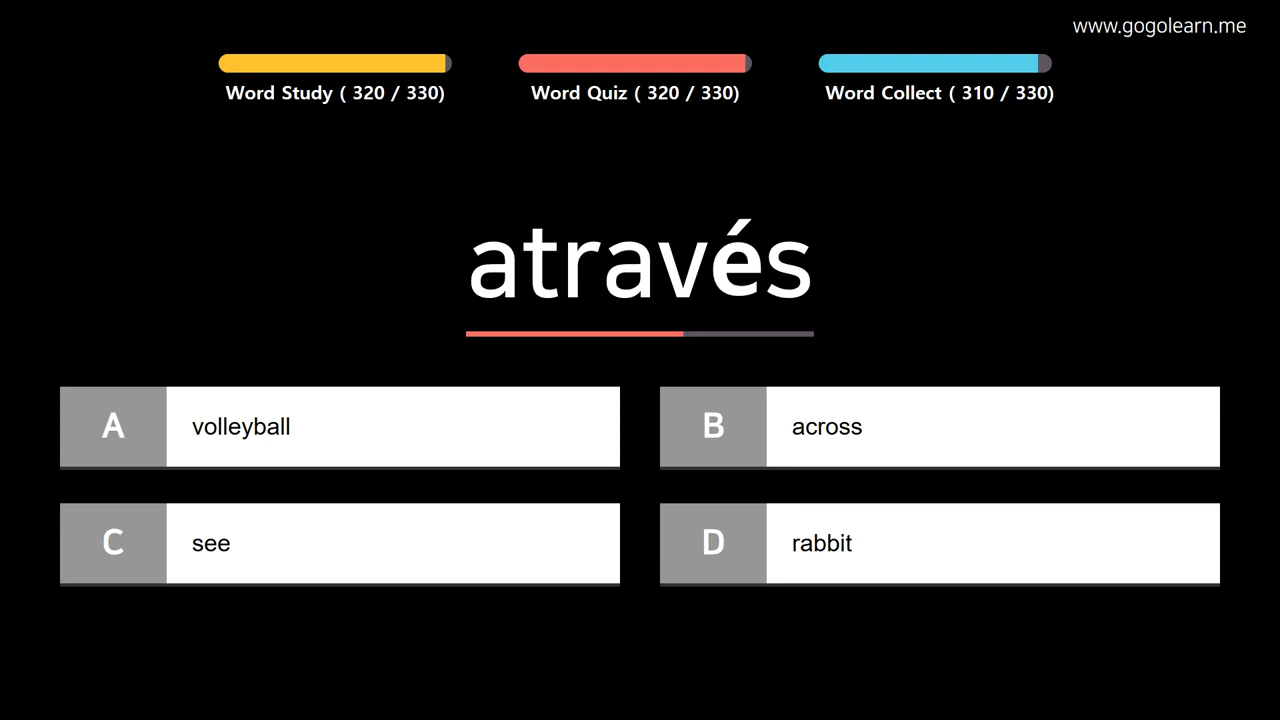 www.gogolearn.me
Word Study ( 320 / 330)
Word Quiz ( 320 / 330)
Word Collect ( 310 / 330)
através
A volleyball
B across
C see
D rabbit